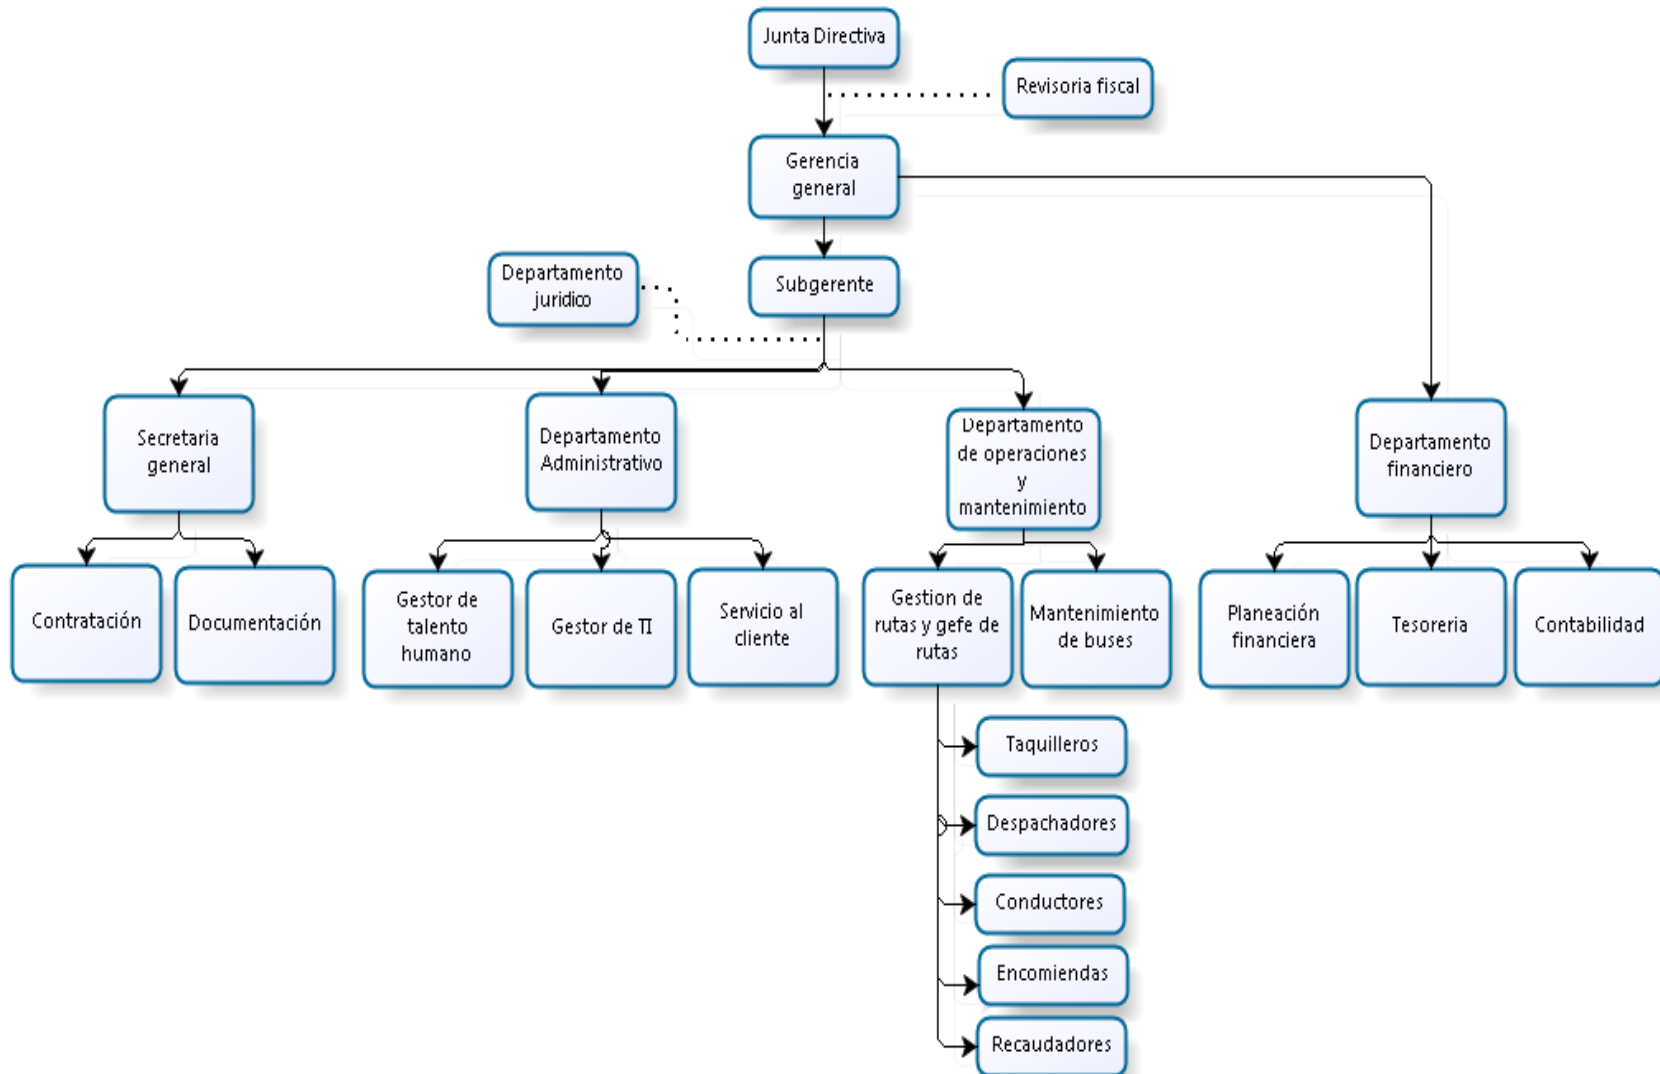 Junta Directiva
Revisoria fiscal
Gerencia
general
Departamento
juridico
Subgerente
Secretaria
general
Departamento
Administrativo
Departamento
de operaciones
y
mantenimiento
Departamento
financiero
Contratación
Documentación
Gestor de
talento
humano
Gestor de TI
Servicio al
cliente
Gestion de
rutas y gefe de
rutas
Mantenimiento
de buses
Planeación
financiera
Tesoreria
Contabilidad
Taquilleros
Despachadores
Conductores
Encomiendas
Recaudadores